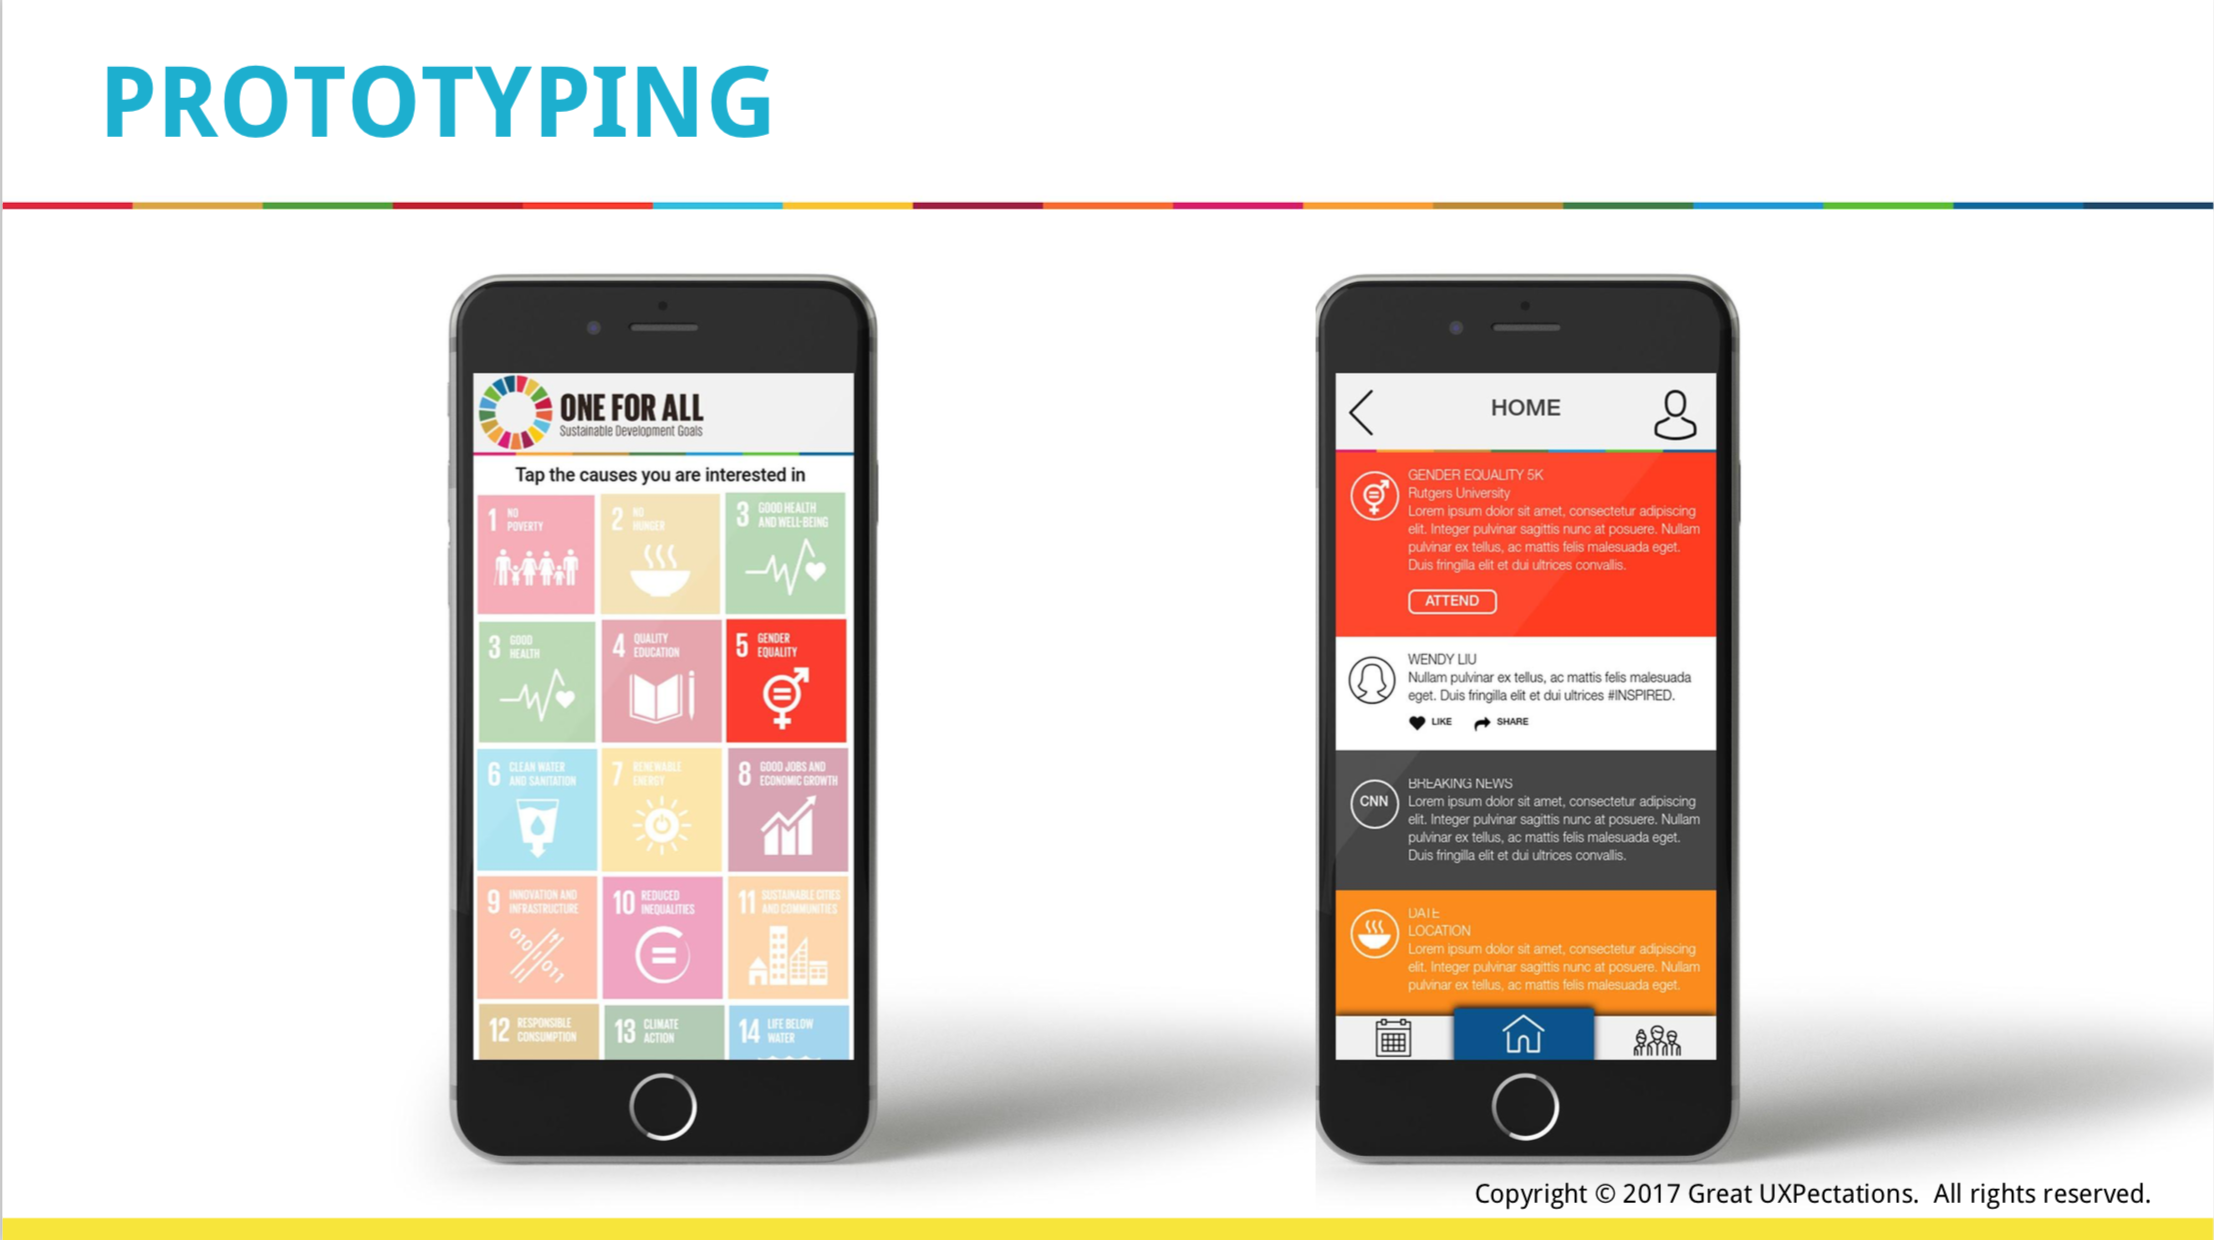 PROTOTYPING
ONE FOR ALL
Sustainable Development Goals
Tap the causes you are interested in
1 NO
POVERTY
2 NO
HUNGER
3 GOOD HEALTH
AND WELL-BEING
3 GOOD
HEALTH
4 QUALITY
EDUCATION
5 GENDER
EQUALITY
6 CLEAN WATER
AND SANITATION
7 RENEWABLE
ENERGY
8 GOOD JOBS AND
ECONOMIC GROWTH
9 INNOVATION AND
INFRASTRUCTURE
010
011
10 REDUCED
INEQUALITIES
11 SUSTAINABLE CITIES
AND COMMUNITIES
12 RESPONSIBLE
CONSUMPTION
13 CLIMATE
ACTION
14 LIFE BELOW
WATER
HOME
GENDER EQUALITY 5K
Rutgers University
Lorem ipsum dolor sit amet, consectetur adipiscing
elit. Integer pulvinar sagittis nunc at posuere. Nullam
pulvinar ex tellus, ac mattis felis malesuada eget.
Duis fringilla elit et dui ultrices convallis.
ATTEND
WENDY LIU
Nullam pulvinar ex tellus, ac mattis felis malesuada
eget. Duis fringilla elit et dui ultrices #INSPIRED.
LIKE SHARE
CNN
BREAKING NEWS
Lorem ipsum dolor sit amet, consectetur adipiscing
elit. Integer pulvinar sagittis nunc at posuere. Nullam
pulvinar ex tellus, ac mattis felis malesuada eget.
Duis fringilla elit et dui ultrices convallis.
DATE
LOCATION
Lorem ipsum dolor sit amet, consectetur adipiscing
elit. Integer pulvinar sagittis nunc at posuere. Nullam
pulvinar ex tellus, ac mattis felis malesuada eget.
Copyright © 2017 Great UXPectations. All rights reserved.